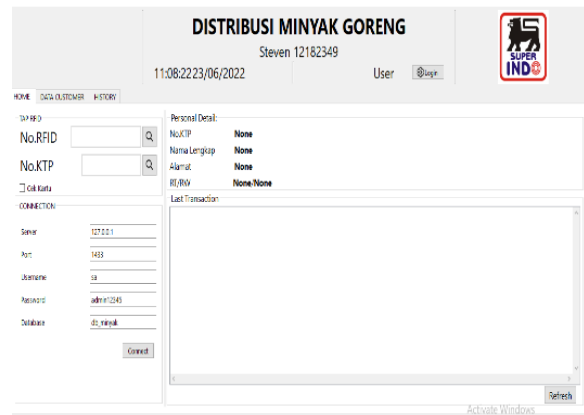 DISTRIBUSI MINYAK GORENG
Steven 12182349
11:08:2223/06/2022
User
Login
SUPER
INDO
HOME DATA CUSTOMER HISTORY
TAP RFID
No.RFID
No.KTP
Cek Kartu
CONNECTION
Server 127.0.0.1
Port 1433
Username sa
Password admin12345
Database db_minyak
Connect
Personal Detail:
No.KTP None
Nama Lengkap None
Alamat None
RT/RW None/None
Last Transaction
Refresh
Activate Windows